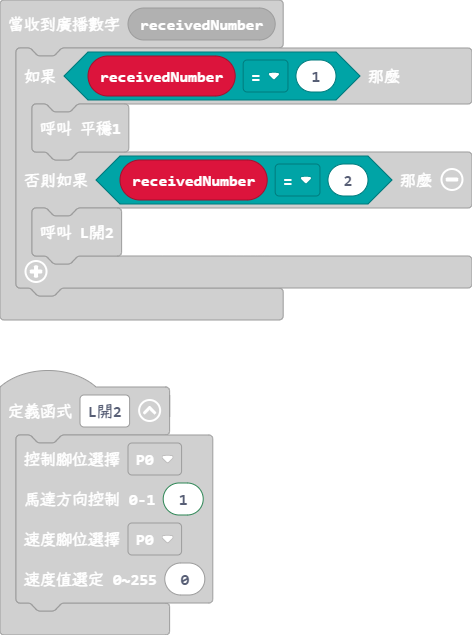 當收到廣播數字 receivedNumber
如果 receivedNumber = 1 那麼
呼叫 平穩1
否則如果 receivedNumber = 2 那麼
呼叫 L開2
定義函式 L開2
控制腳位選擇 P0
馬達方向控制 0-1 1
速度腳位選擇 P0
速度值選定 0~255 0